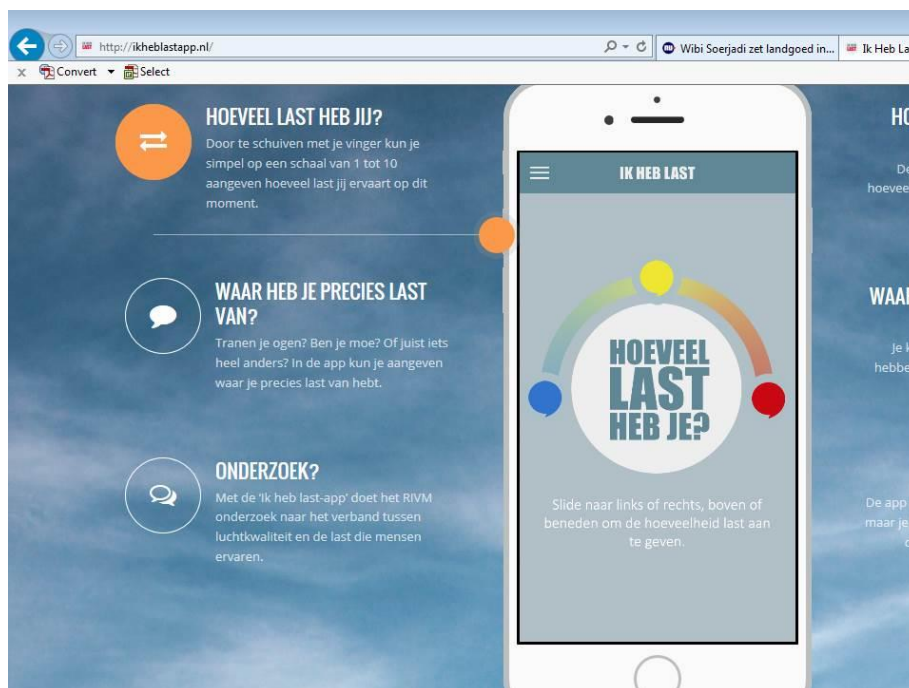 http://ikheblastapp.nl/
Wibi Soerjadi zet landgoed in...
Ik Heb La
x Convert Select
HOEVEEL LAST HEB JIJ?
Door te schuiven met je vinger kun je
simpel op een schaal van 1 tot 10
aangeven hoeveel last jij ervaart op dit
moment.
WAAR HEB JE PRECIES LAST
VAN?
Tranen je ogen? Ben je moe? Of juist iets
heel anders? In de app kun je aangeven
waar je precies last van hebt.
ONDERZOEK?
Met de 'Ik heb last-app' doet het RIVM
onderzoek naar het verband tussen
luchtkwaliteit en de last die mensen
ervaren.
IK HEB LAST
HOEVEEL
LAST
HEB JE?
Slide naar links of rechts, boven of
beneden om de hoeveelheid last aan
te geven.
HO
De
hoevee
WAAR
Je k
hebbe
De app
maar je